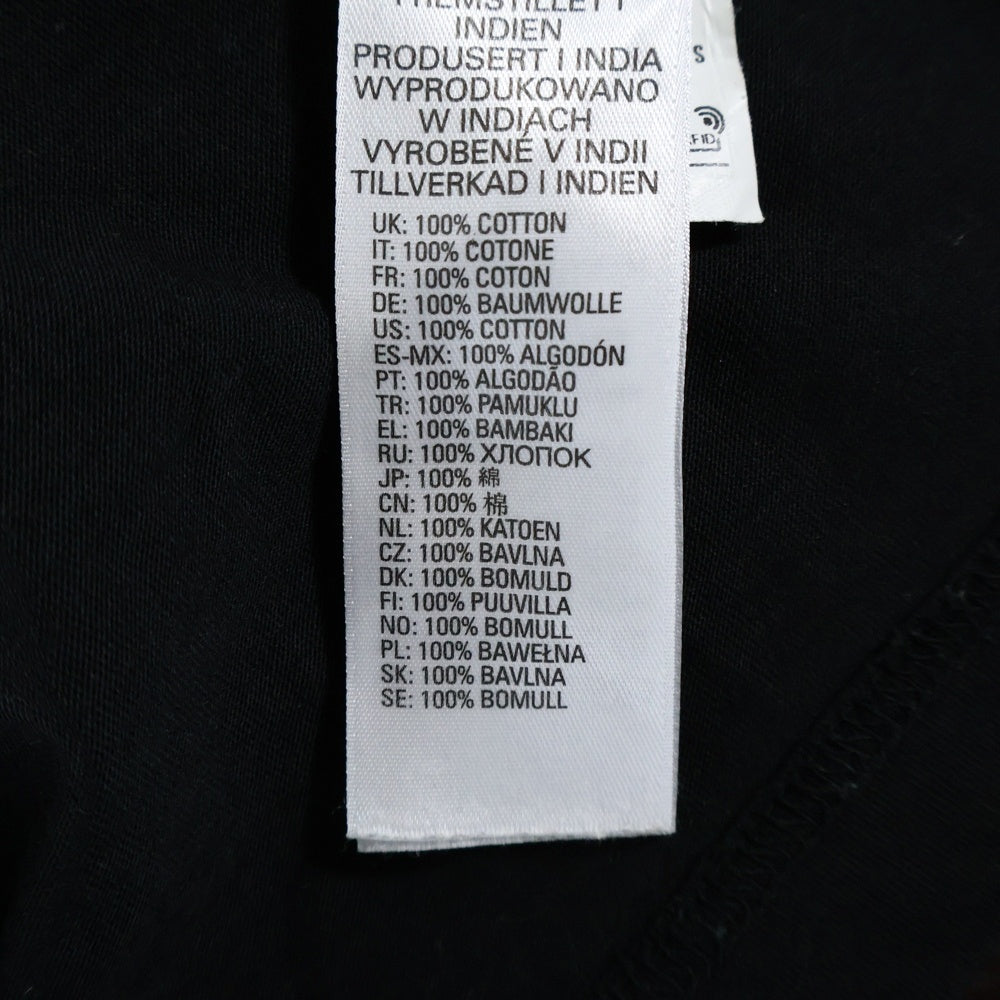 FREMSTILLET I
INDIEN
PRODUSERT I INDIA
WYPRODUKOWANO
W INDIACH
VYROBENÉ V INDII
TILLVERKAD I INDIEN
UK: 100% COTTON
IT: 100% COTONE
FR: 100% COTON
DE: 100% BAUMWOLLE
US: 100% COTTON
ES-MX: 100% ALGODÓN
PT: 100% ALGODÃO
TR: 100% PAMUKLU
EL: 100% BAMBAKI
RU: 100% ХЛОПОК
JP: 100% 綿
CN: 100% 棉
NL: 100% KATOEN
CZ: 100% BAVLNA
DK: 100% BOMULD
FI: 100% PUUVILLA
NO: 100% BOMULL
PL: 100% BAWEŁNA
SK: 100% BAVLNA
SE: 100% BOMULL
S